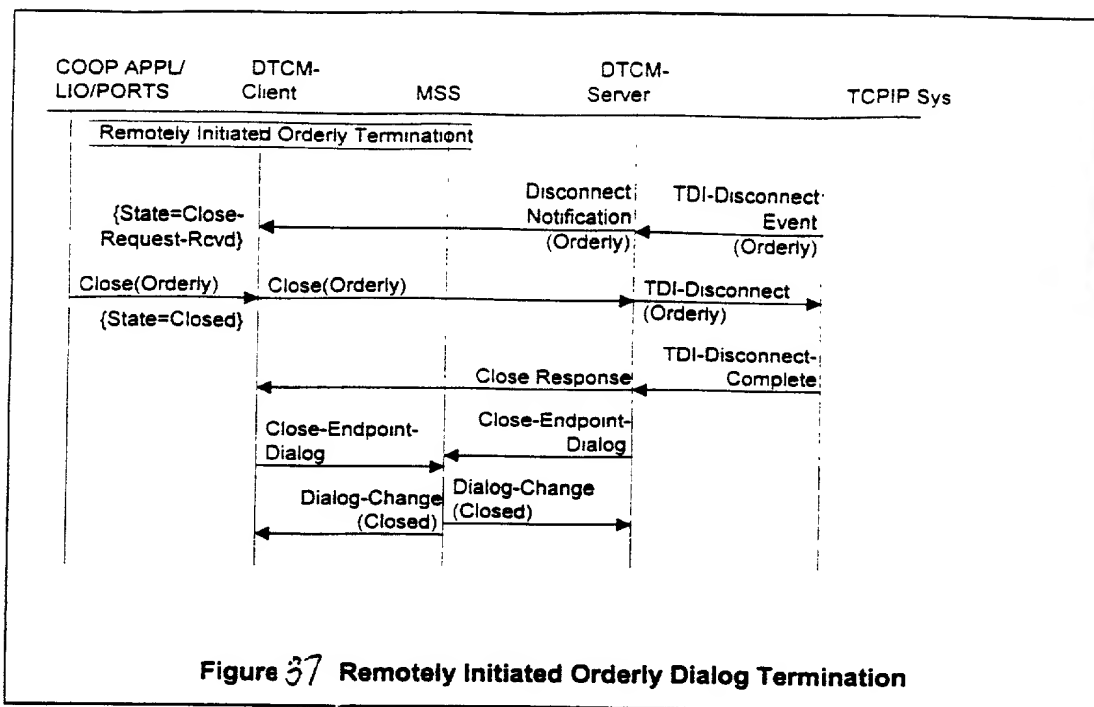 COOP APPL/
LIO/PORTS
DTCM-
Client
MSS
DTCM-
Server
TCPIP Sys
Remotely Initiated Orderly Terminationt
{State=Close-
Request-Rcvd}
Disconnect
Notification
(Orderly)
TDI-Disconnect
Event
(Orderly)
Close(Orderly)
{State=Closed}
Close(Orderly)
TDI-Disconnect
(Orderly)
Close Response
TDI-Disconnect-
Complete
Close-Endpoint-
Dialog
Close-Endpoint-
Dialog
Dialog-Change
(Closed)
Dialog-Change
(Closed)
Figure 37 Remotely Initiated Orderly Dialog Termination